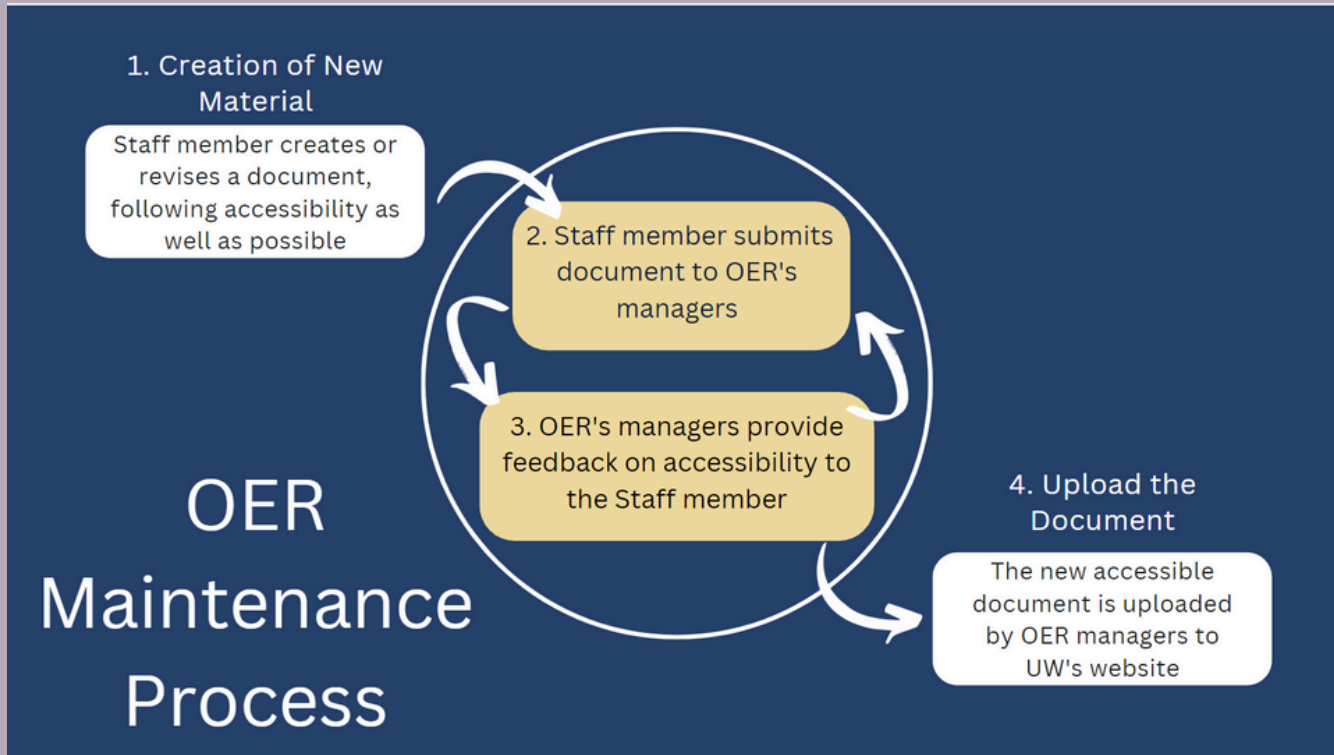 1. Creation of New
Material
Staff member creates or
revises a document,
following accessibility as
well as possible
2. Staff member submits
document to OER's
managers
3. OER's managers provide
feedback on accessibility to
the Staff member
4. Upload the
Document
The new accessible
document is uploaded
by OER managers to
UW's website
OER
Maintenance
Process